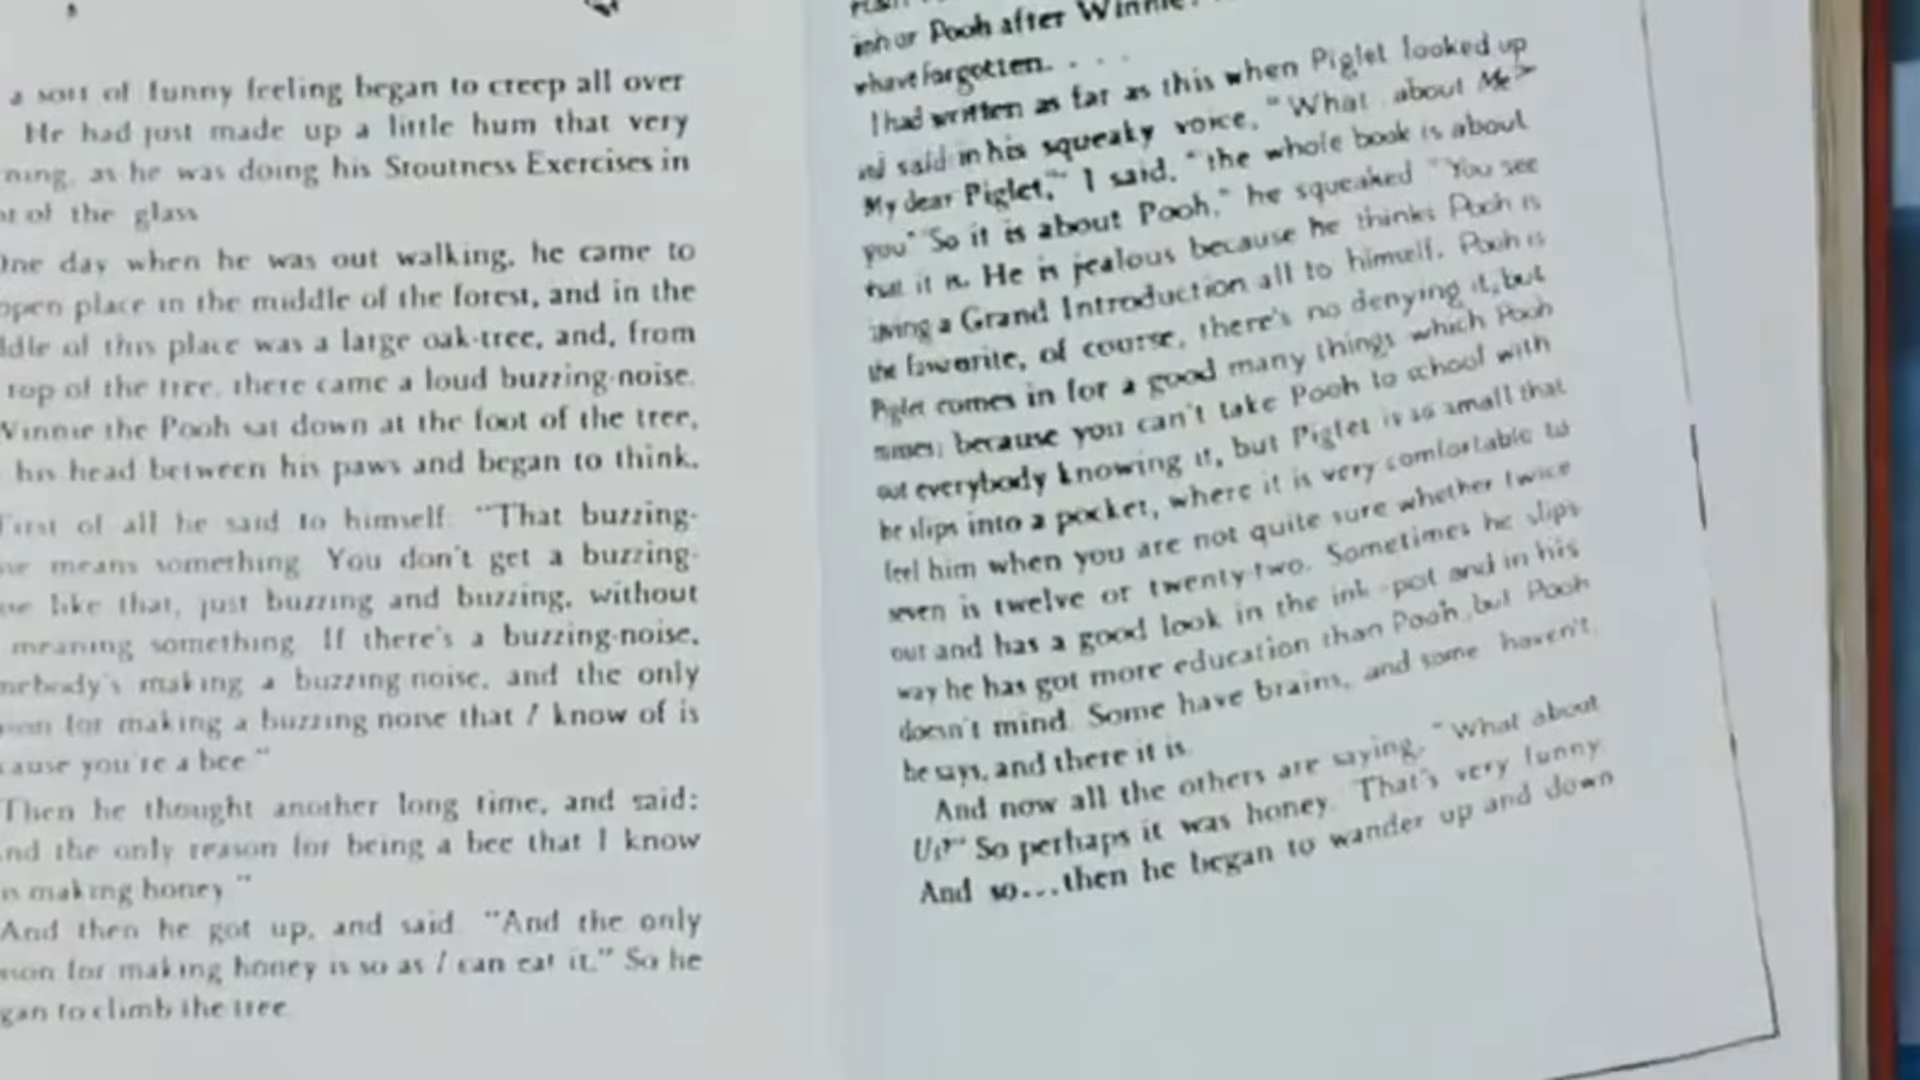 a sort of funny feeling began to creep all over
He had just made up a little hum that very
ning, as he was doing his Stoutness Exercises in
of the glass
One day when he was out walking, he came to
open place in the middle of the forest, and in the
ddle of this place was a large oak-tree, and, from
top of the tree, there came a loud buzzing-noise.
Winnie the Pooh sat down at the foot of the tree,
his head between his paws and began to think.
First of all he said to himself. "That buzzing-
means something. You don't get a buzzing-
like that, just buzzing and buzzing, without
meaning something. If there's a buzzing-noise,
mebody's making a buzzing noise, and the only
son for making a buzzing noise that I know of is
cause you're a bee."
Then he thought another long time, and said:
And the only reason for being a bee that I know
is making honey."
And then he got up, and said. "And the only
son for making honey is so as I can eat it." So he
gan to climb the tree.
or Pooh after Winnie
have forgotten. . . .
I had written as far as this when Piglet looked up
and said in his squeaky voice, "What about Me?"
My dear Piglet," I said, "the whole book is about
you" "So it is about Pooh," he squeaked "You see
it is. He is jealous because he thinks Pooh is
aving a Grand Introduction all to himself. Pooh is
the fawarite, of course, there's no denying it, but
Piglet comes in for a good many things which Pooh
misses; because you can't take Pooh to school with
out everybody knowing it, but Piglet is so small that
he slips into a pocket, where it is very comfortable to
feel him when you are not quite sure whether twice
seven is twelve or twenty-two. Sometimes he slips
out and has a good look in the ink-pot and in his
way he has got more education than Pooh, but Pooh
doesn't mind. Some have brains, and some haven't,
he says, and there it is.
And now all the others are saying, "What about
Us?" So perhaps it was honey. That's very funny.
And so...then he began to wander up and down